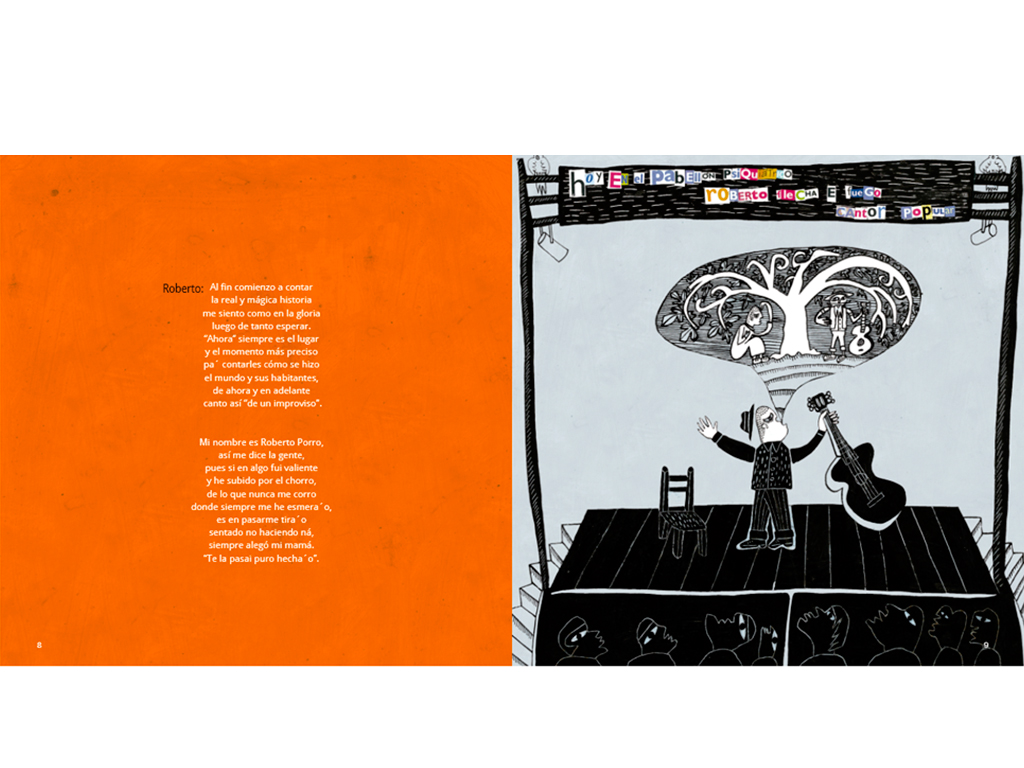 Roberto: Al fin comienzo a contar
la real y mágica historia
me siento como en la gloria
luego de tanto esperar.
"Ahora" siempre es el lugar
y el momento más preciso
pa´ contarles cómo se hizo
el mundo y sus habitantes,
de ahora y en adelante
canto así "de un improviso".
Mi nombre es Roberto Porro,
así me dice la gente,
pues si en algo fui valiente
y he subido por el chorro,
de lo que nunca me corro
donde siempre me he esmera´o,
es en pasarme tira´o
sentado no haciendo ná,
siempre alegó mi mamá.
"Te la pasai puro hecha´o".
8
hoy EN el pabEllÓN PSiQuiátrico
roBERTo flecHA E fueGo
cAntor PoPulAr
9